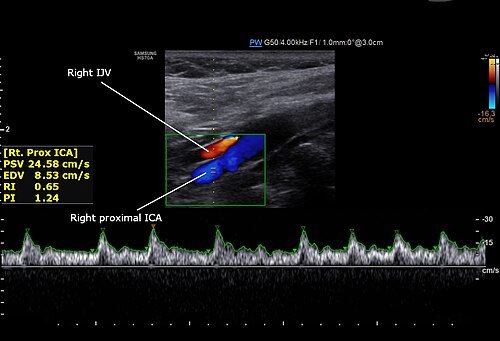 PW G50/4.00kHz F1/ 1.0mm:0°@3.0cm
SAMSUNG
HS70A
Right IJV
-16.3
cm/s
2
[Rt. Prox ICA]
PSV 24.58 cm/s
EDV 8.53 cm/s
RI 0.65
PI 1.24
Right proximal ICA
-30
-15
cm/s